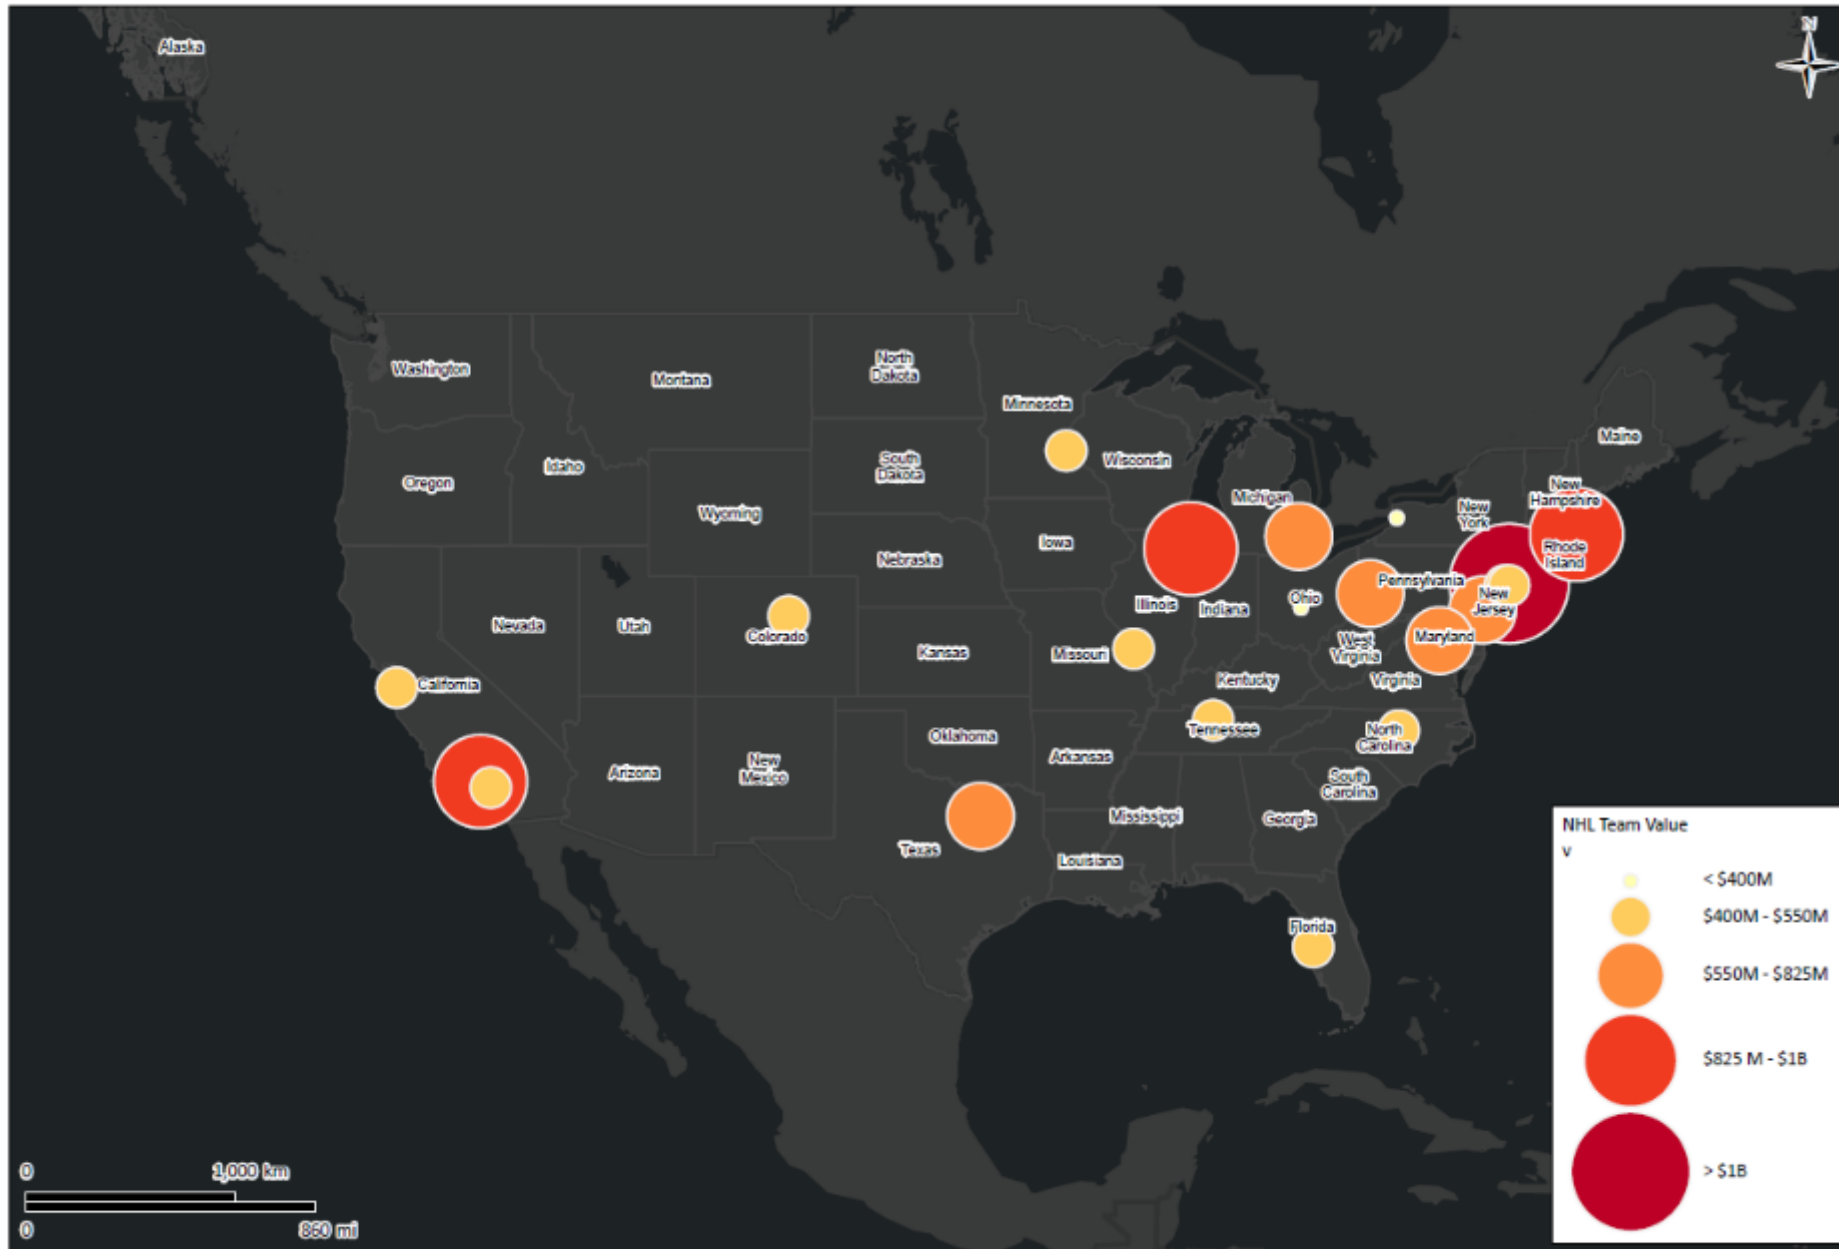 Alaska
N
Washington
Montana
North
Dakota
Minnesota
Maine
Oregon
Idaho
South
Dakota
Wisconsin
Michigan
New
Hampshire
New
York
Wyoming
Iowa
Rhode
Island
Nebraska
Pennsylvania
Illinois
Indiana
Ohio
New
Jersey
Nevada
Utah
Colorado
Kansas
Missouri
West
Virginia
Maryland
California
Kentucky
Virginia
Tennessee
North
Carolina
Oklahoma
Arkansas
Arizona
New
Mexico
South
Carolina
Mississippi
Georgia
Texas
Louisiana
Florida
NHL Team Value
v
< $400M
$400M - $550M
$550M - $825M
$825 M - $1B
> $1B
0 1,000 km
0 860 mi